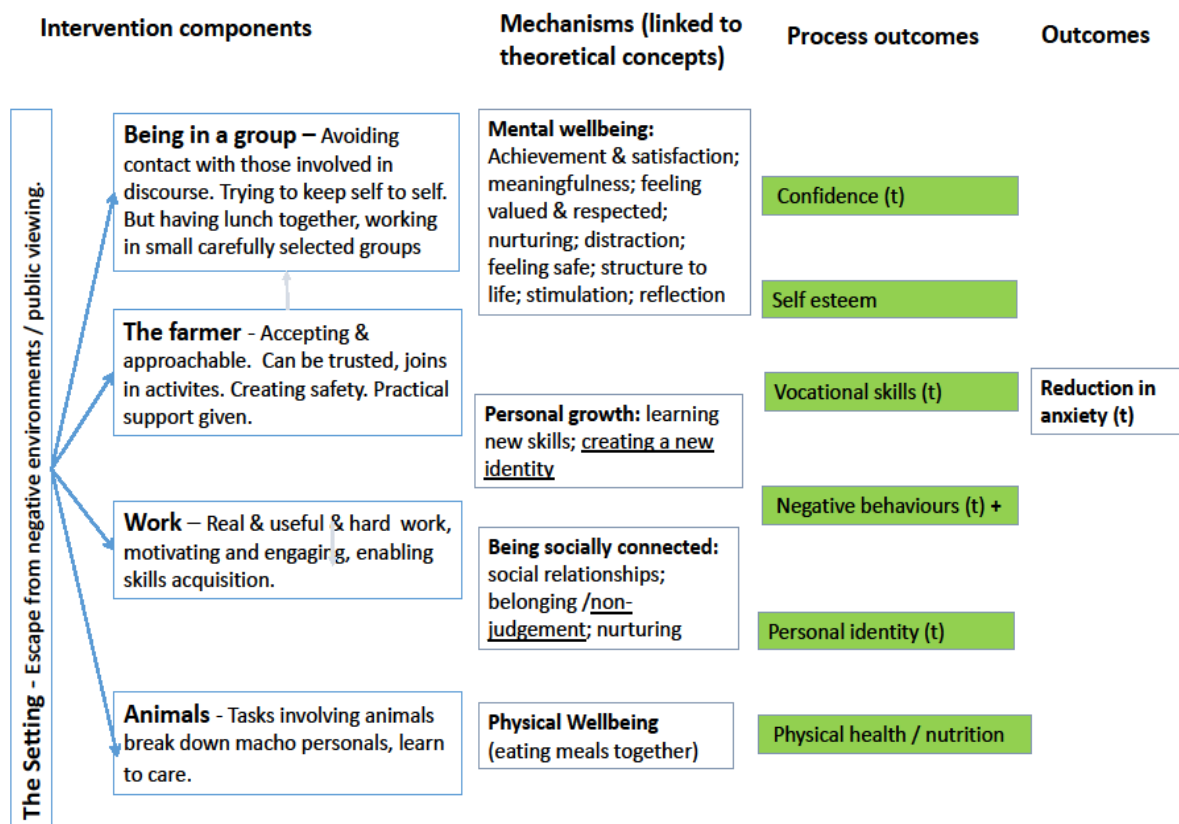 Intervention components
Mechanisms (linked to
theoretical concepts)
Process outcomes
Outcomes
The Setting - Escape from negative environments / public viewing.
Being in a group – Avoiding
contact with those involved in
discourse. Trying to keep self to self.
But having lunch together, working
in small carefully selected groups
The farmer - Accepting &
approachable.  Can be trusted, joins
in activites. Creating safety. Practical
support given.
Work – Real & useful & hard  work,
motivating and engaging, enabling
skills acquisition.
Animals - Tasks involving animals
break down macho personals, learn
to care.
Mental wellbeing:
Achievement & satisfaction;
meaningfulness; feeling
valued & respected;
nurturing; distraction;
feeling safe; structure to
life; stimulation; reflection
Personal growth: learning
new skills; creating a new
identity
Being socially connected:
social relationships;
belonging /non-
judgement; nurturing
Physical Wellbeing
(eating meals together)
Confidence (t)
Self esteem
Vocational skills (t)
Negative behaviours (t) +
Personal identity (t)
Physical health / nutrition
Reduction in
anxiety (t)